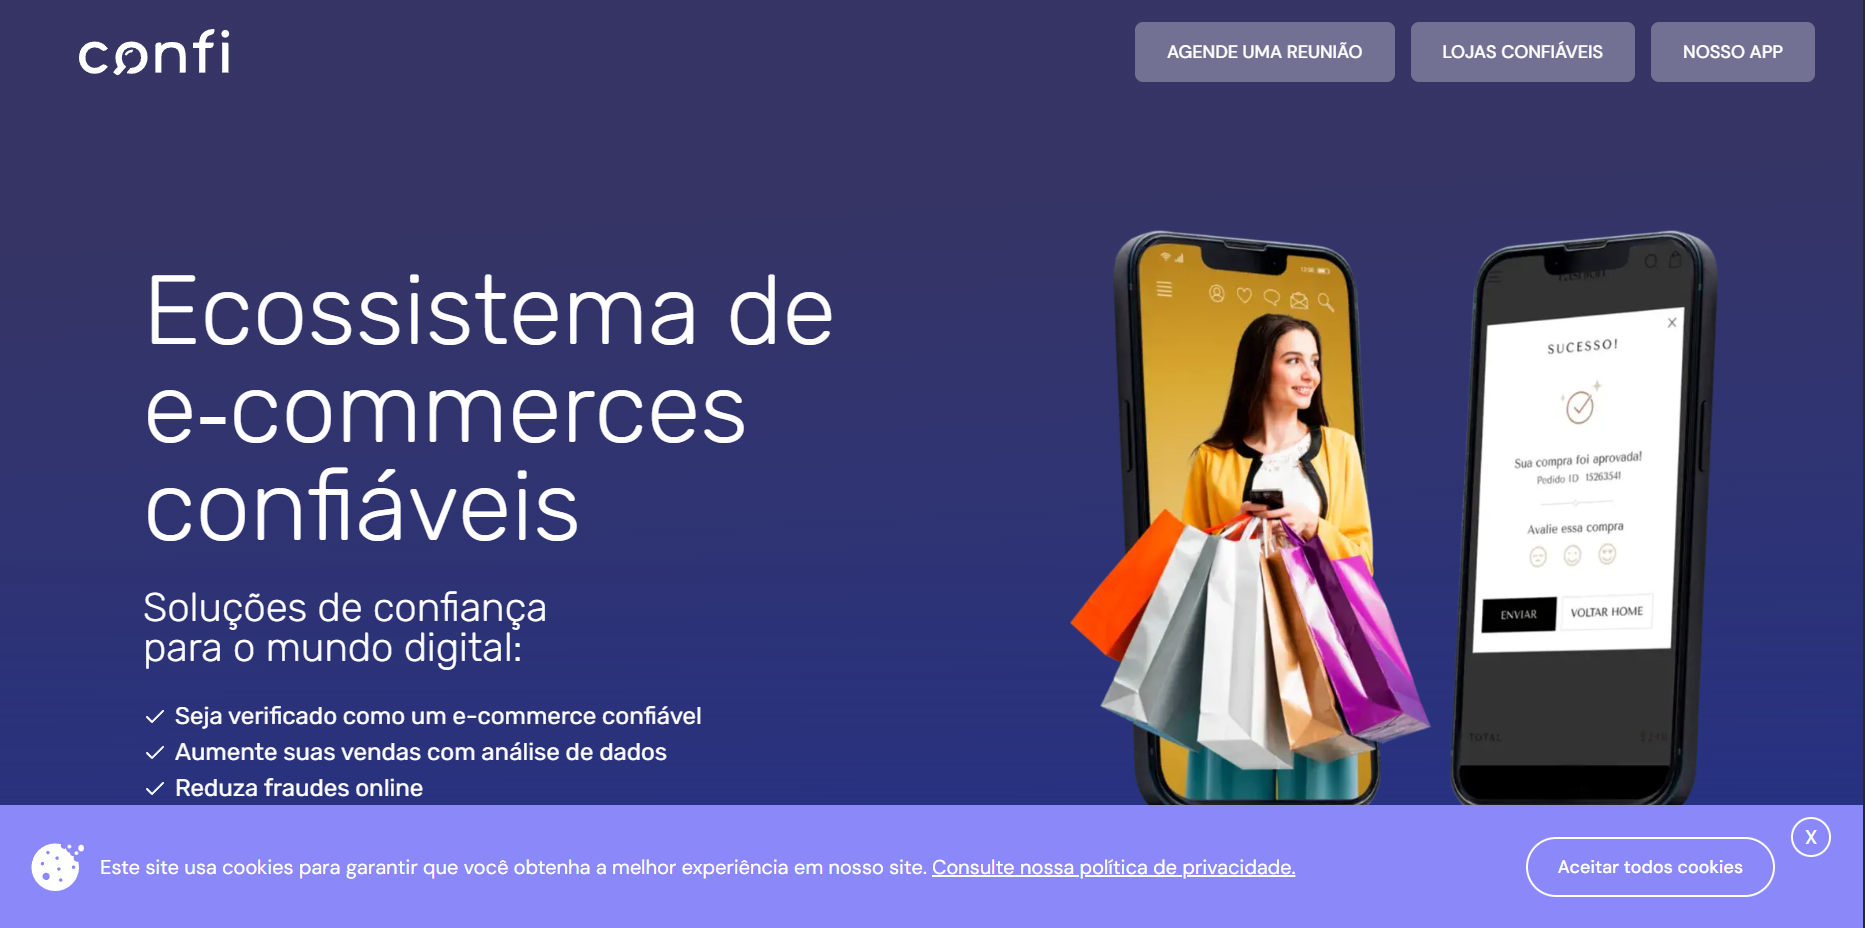 confi
AGENDE UMA REUNIÃO
LOJAS CONFIÁVEIS
NOSSO APP
Ecossistema de
e-commerces
confiáveis
Soluções de confiança
para o mundo digital:
Seja verificado como um e-commerce confiável
Aumente suas vendas com análise de dados
Reduza fraudes online
X
SUCESSO!
Sua compra foi aprovada!
Pedido ID 15263541
Avalie essa compra
ENVIAR
VOLTAR HOME
TOTAL
Este site usa cookies para garantir que você obtenha a melhor experiência em nosso site. Consulte nossa política de privacidade.
Aceitar todos cookies
X